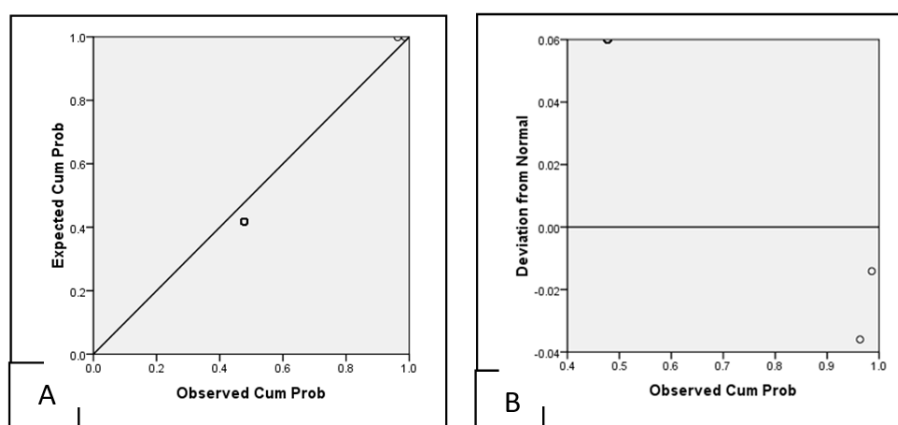 1.0
0.8
0.6
0.4
0.2
0.0
Expected Cum Prob
0.0 0.2 0.4 0.6 0.8 1.0
Observed Cum Prob
A
0.06
0.04
0.02
0.00
-0.02
-0.04
Deviation from Normal
0.4 0.5 0.6 0.7 0.8 0.9 1.0
Observed Cum Prob
B